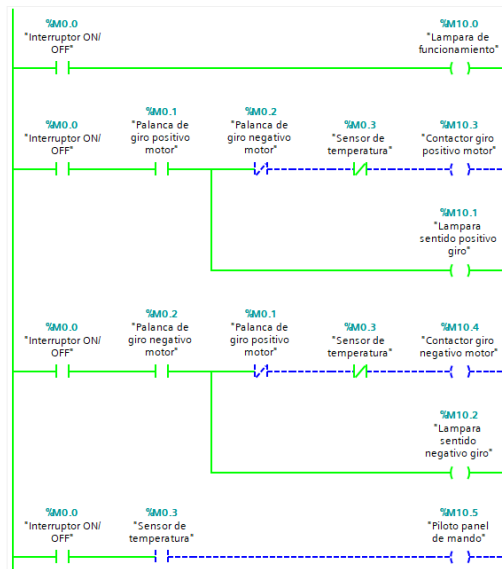 %M0.0
"Interruptor ON/
OFF"
%M10.0
"Lampara de
funcionamiento"
%M0.0
"Interruptor ON/
OFF"
%M0.1
"Palanca de
giro positivo
motor"
%M0.2
"Palanca de
giro negativo
motor"
%M0.3
"Sensor de
temperatura"
%M10.3
"Contactor giro
positivo motor"
%M10.1
"Lampara
sentido positivo
giro"
%M0.0
"Interruptor ON/
OFF"
%M0.2
"Palanca de
giro negativo
motor"
%M0.1
"Palanca de
giro positivo
motor"
%M0.3
"Sensor de
temperatura"
%M10.4
"Contactor giro
negativo motor"
%M10.2
"Lampara
sentido
negativo giro"
%M0.0
"Interruptor ON/
OFF"
%M0.3
"Sensor de
temperatura"
%M10.5
"Piloto panel
de mando"